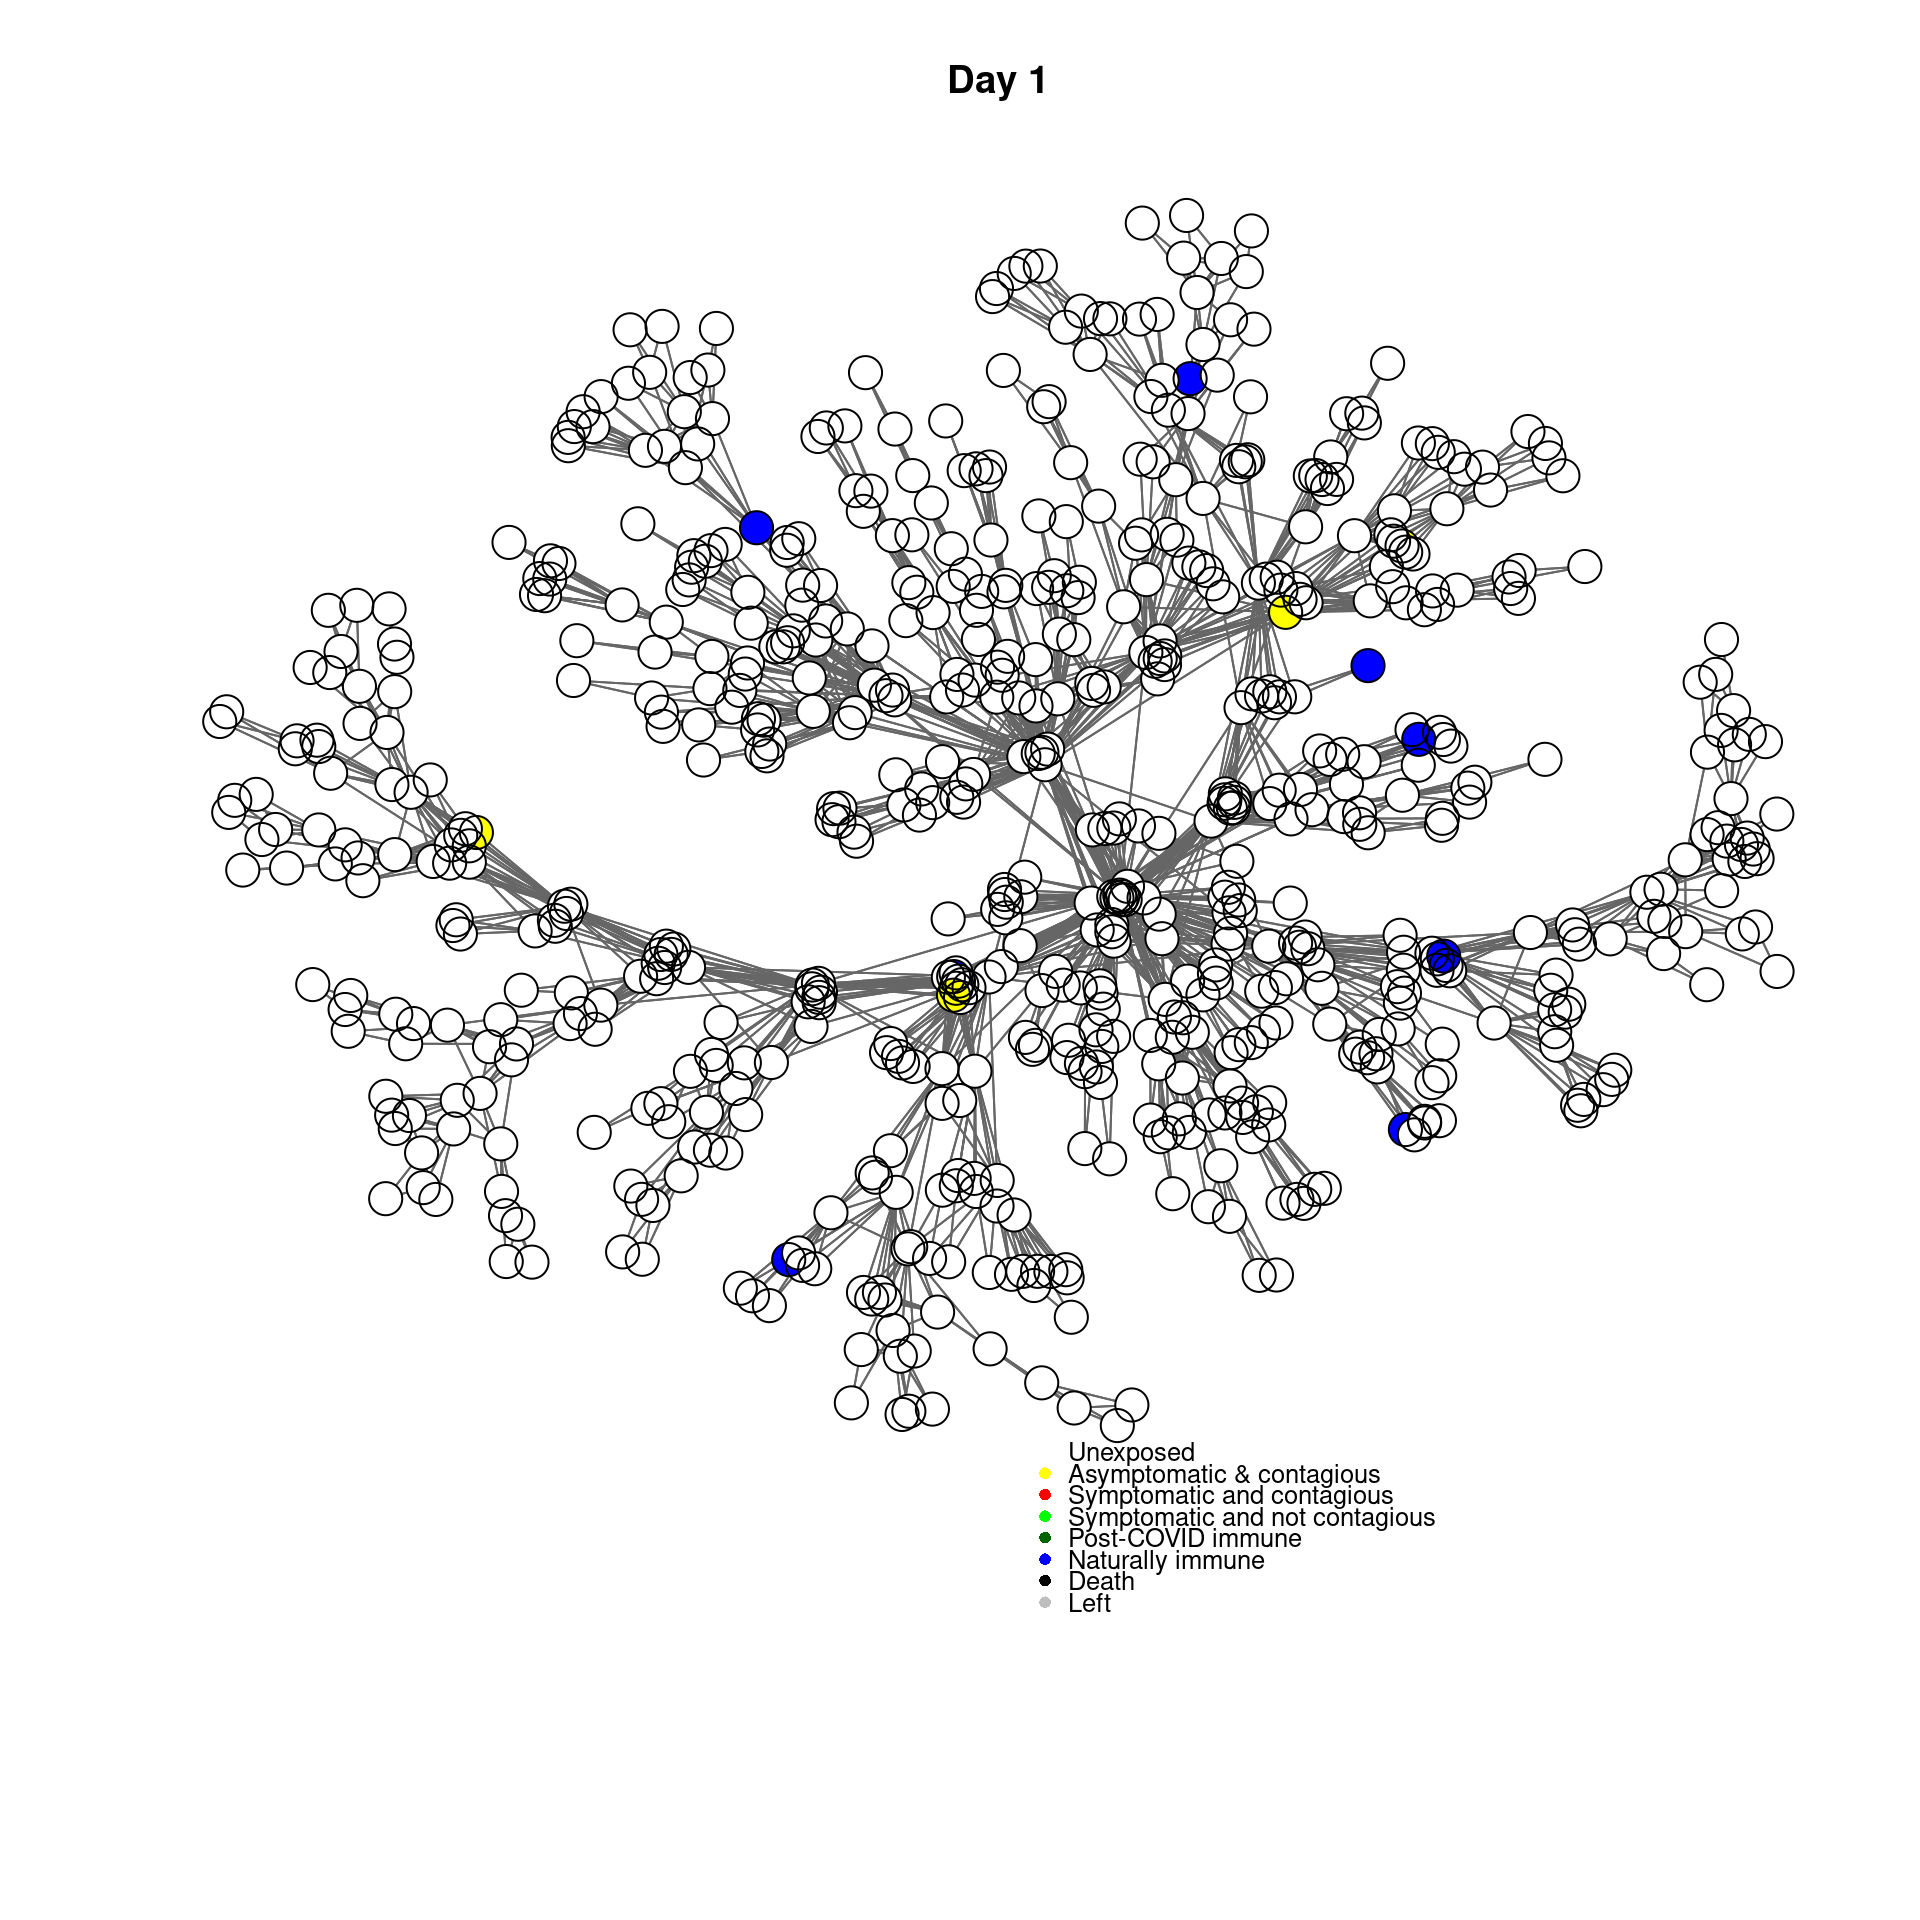 Day 1
Unexposed
Asymptomatic & contagious
Symptomatic and contagious
Symptomatic and not contagious
Post-COVID immune
Naturally immune
Death
Left